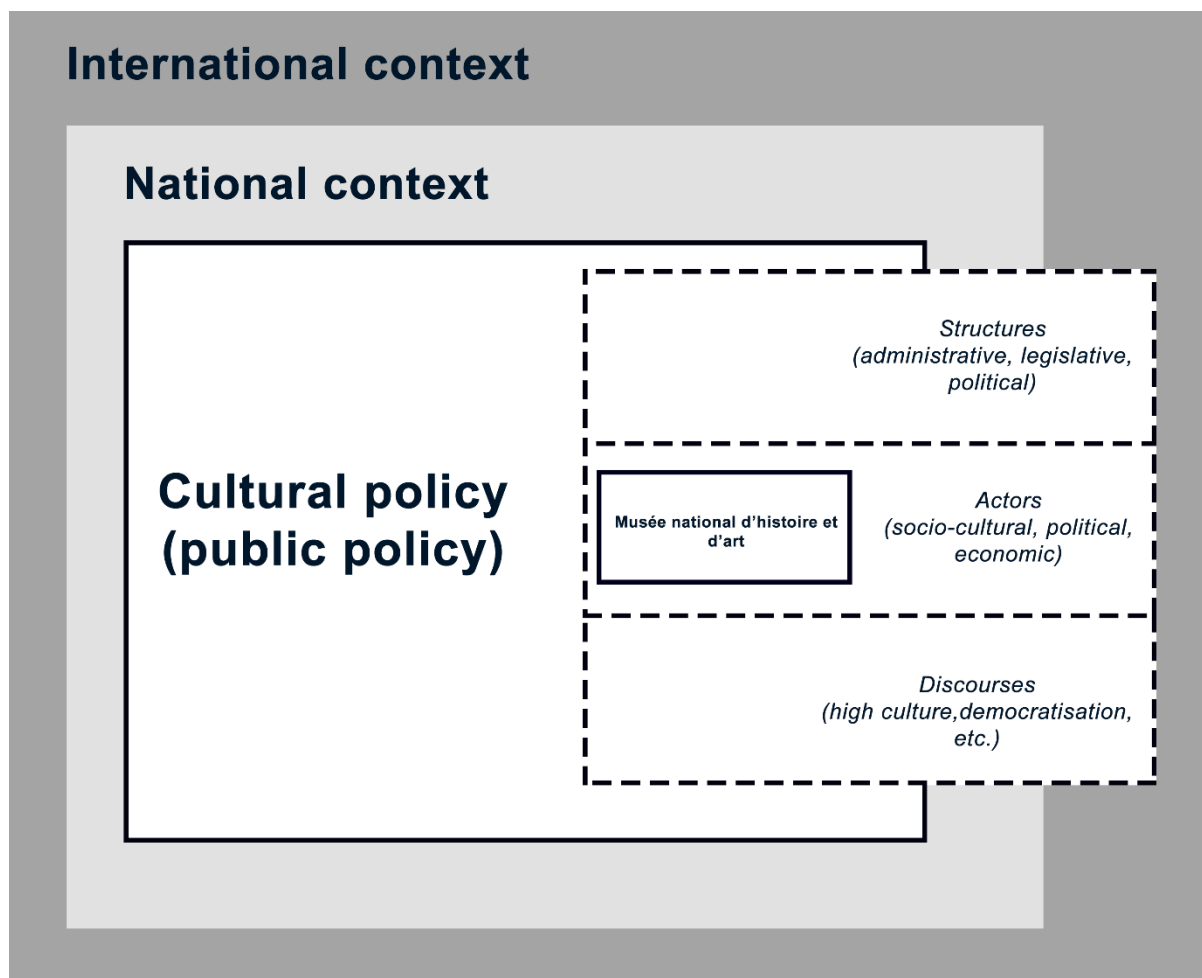 International context
National context
Structures
(administrative, legislative,
political)
Cultural policy
(public policy)
Musée national d’histoire et
d’art
Actors
(socio-cultural, political,
economic)
Discourses
(high culture,democratisation,
etc.)